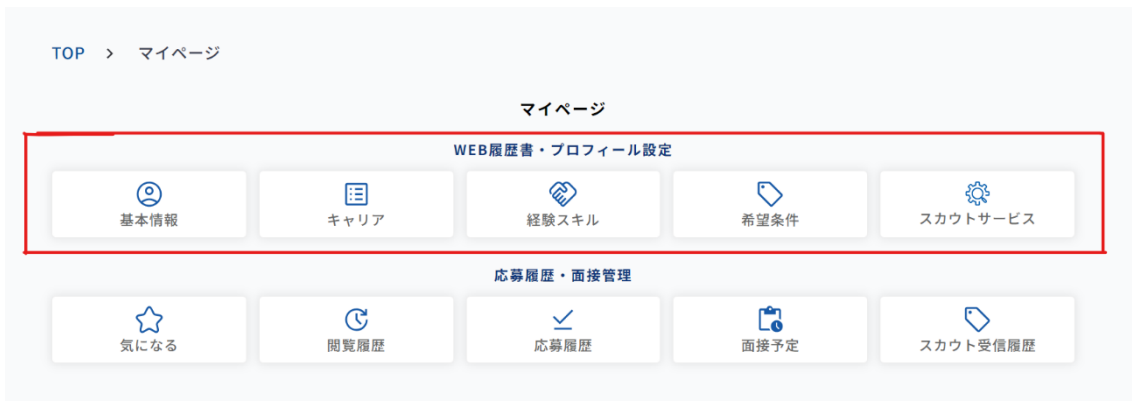 TOP > マイページ
マイページ
WEB履歴書・プロフィール設定
基本情報 キャリア 経験スキル 希望条件 スカウトサービス
応募履歴・面接管理
気になる 閲覧履歴 応募履歴 面接予定 スカウト受信履歴